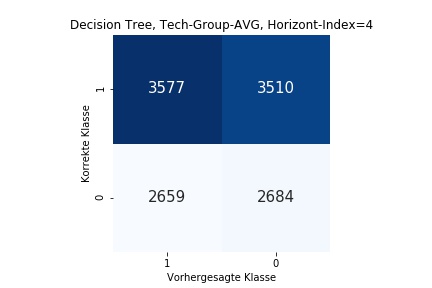 Decision Tree, Tech-Group-AVG, Horizont-Index=4
Korrekte Klasse
1
3577 3510
0
2659 2684
1 0
Vorhergesagte Klasse